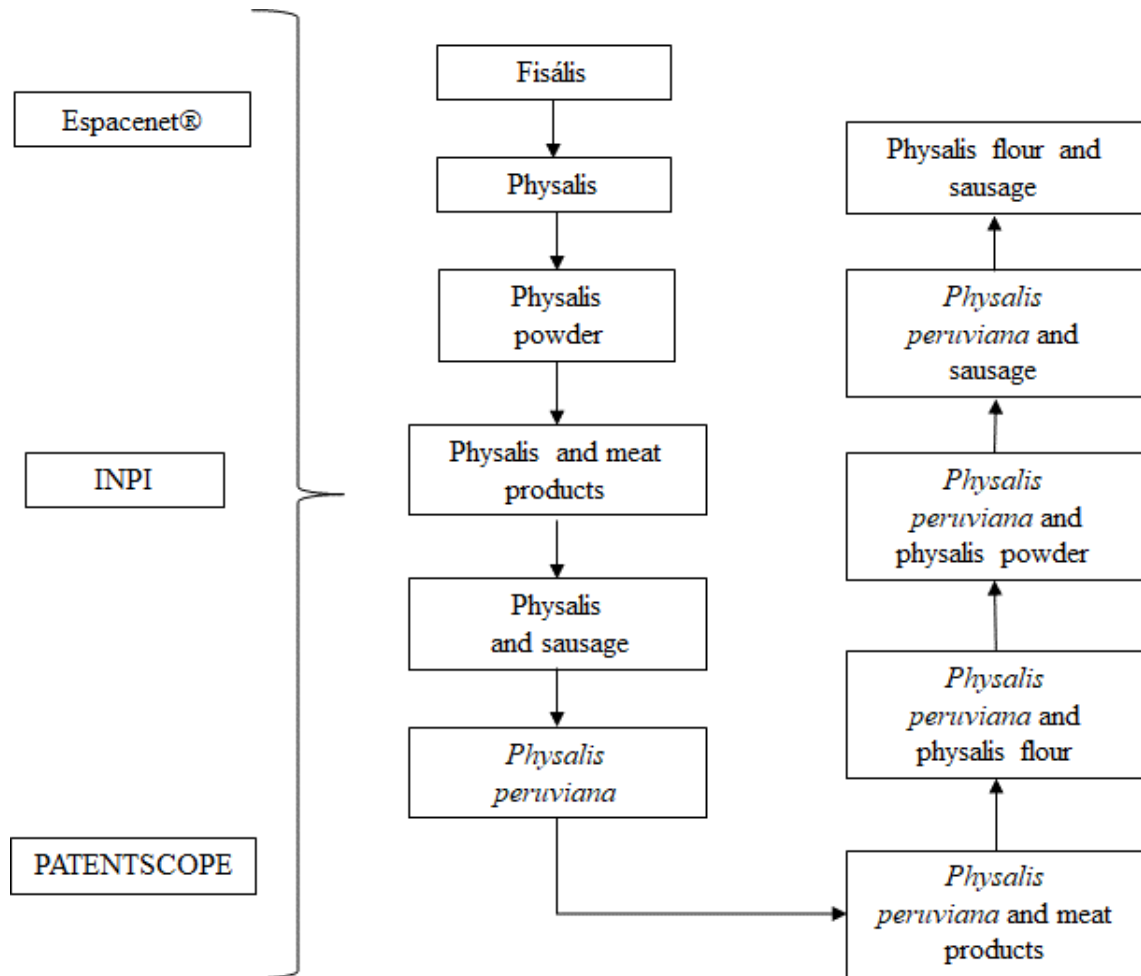 Espacenet®
INPI
PATENTSCOPE
Fisális
Physalis
Physalis
powder
Physalis and meat
products
Physalis
and sausage
Physalis
peruviana
Physalis
peruviana and meat
products
Physalis
peruviana and
physalis flour
Physalis
peruviana and
physalis powder
Physalis
peruviana and
sausage
Physalis flour and
sausage